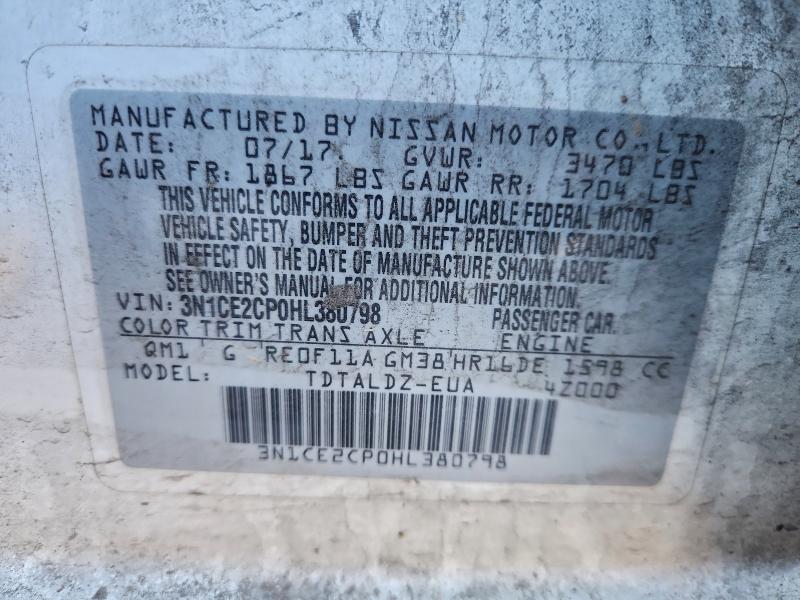 MANUFACTURED BY NISSAN MOTOR CO.,LTD.
DATE: 07/17 GVWR: 3470 LBS
GAWR FR: 1867 LBS GAWR RR: 1704 LBS
THIS VEHICLE CONFORMS TO ALL APPLICABLE FEDERAL MOTOR
VEHICLE SAFETY, BUMPER AND THEFT PREVENTION STANDARDS
IN EFFECT ON THE DATE OF MANUFACTURE SHOWN ABOVE.
SEE OWNER'S MANUAL FOR ADDITIONAL INFORMATION
VIN: 3N1CE2CP0HL380798 PASSENGER CAR.
COLOR TRIM TRANS AXLE ENGINE
QM1 G RE0F11A GM38 HR16DE 1598 CC
MODEL: TDTALDZ-EUA 4Z000
3N1CE2CP0HL380798